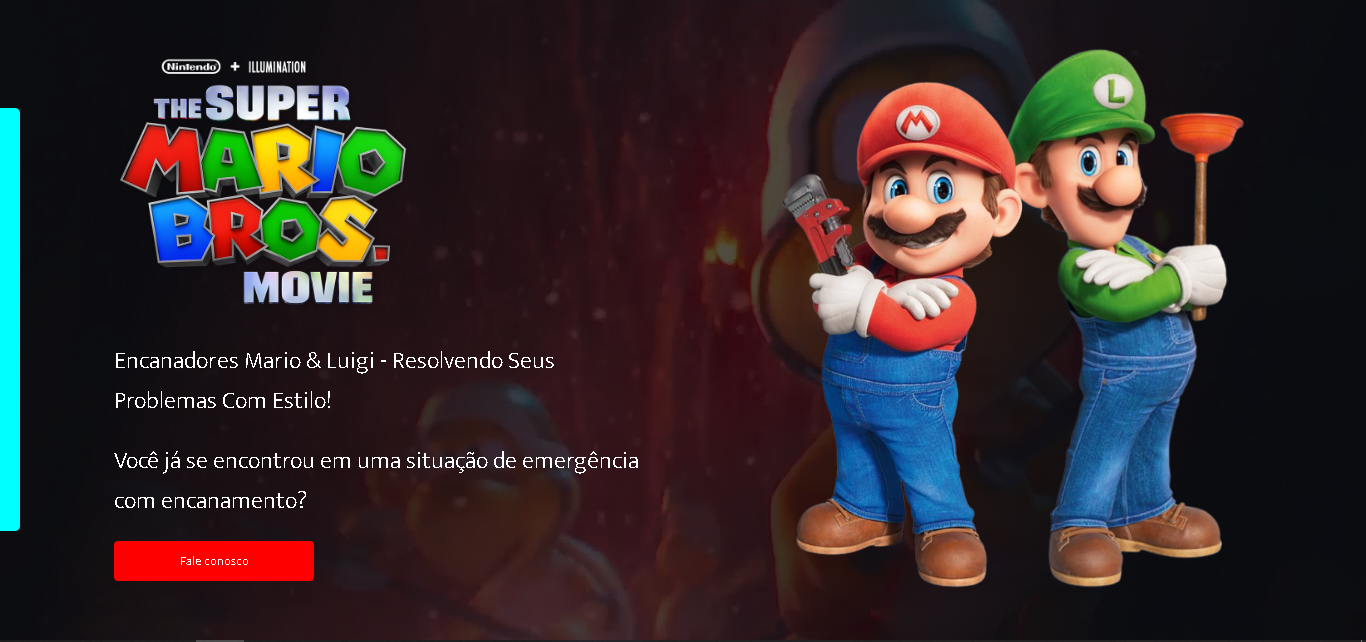 Nintendo + ILLUMINATION
THE SUPER
MARIO
BROS.
MOVIE
M
L
Encanadores Mario & Luigi - Resolvendo Seus
Problemas Com Estilo!
Você já se encontrou em uma situação de emergência
com encanamento?
Fale conosco